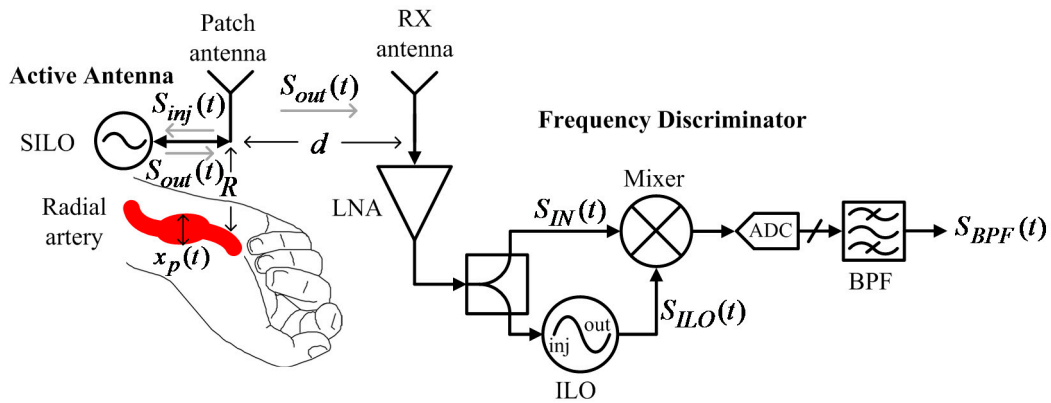 Patch
antenna
RX
antenna
Active Antenna
S_inj(t)
S_out(t)
SILO
S_out(t)
d
R
Frequency Discriminator
Radial
artery
x_p(t)
LNA
S_IN(t)
Mixer
ADC
BPF
S_BPF(t)
S_ILO(t)
inj
out
ILO